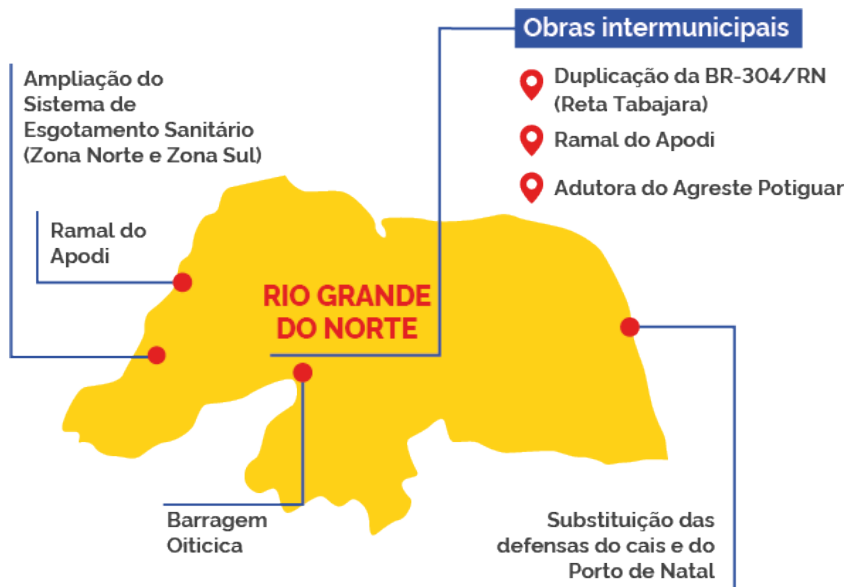 Obras intermunicipais
Duplicação da BR-304/RN
(Reta Tabajara)
Ramal do Apodi
Adutora do Agreste Potiguar
Ampliação do
Sistema de
Esgotamento Sanitário
(Zona Norte e Zona Sul)
Ramal do
Apodi
RIO GRANDE
DO NORTE
Barragem
Oiticica
Substituição das
defensas do cais e do
Porto de Natal